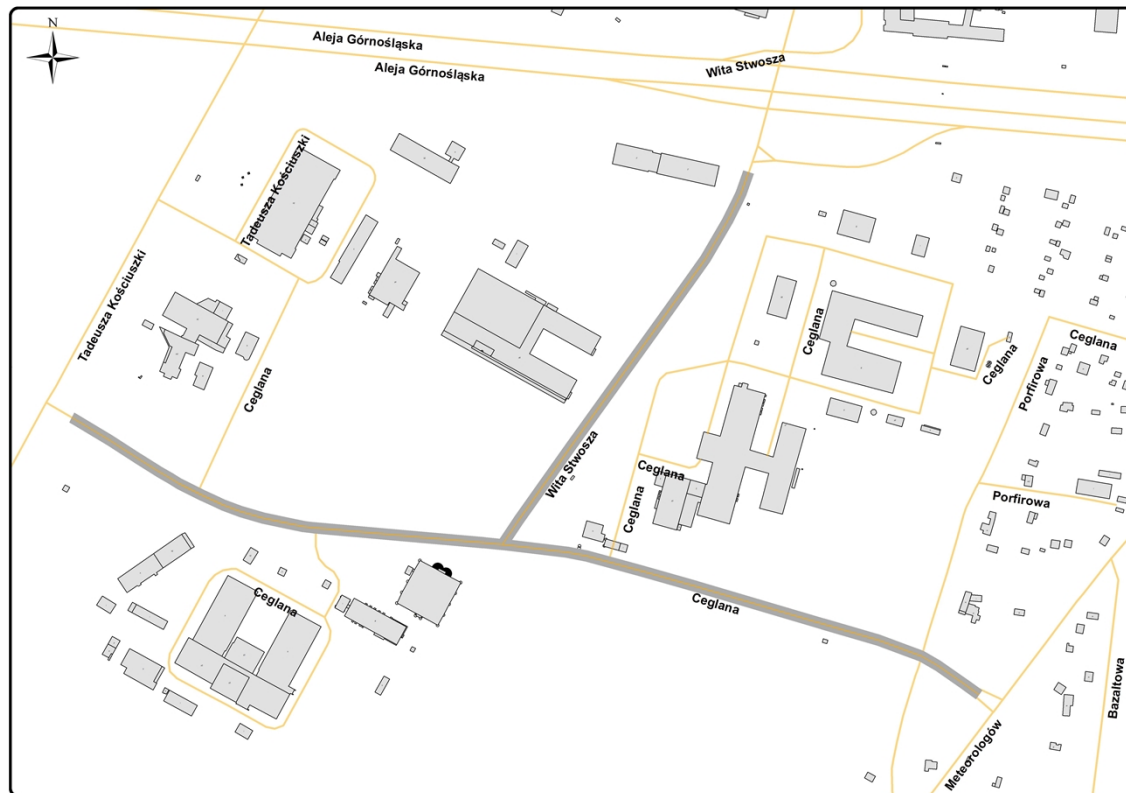 N
Aleja Górnośląska
Wita Stwosza
Aleja Górnośląska
Tadeusza Kościuszki
Tadeusza Kościuszki
Ceglana
Ceglana
Ceglana
Porfirowa
Ceglana
Wita Stwosza
Ceglana
Ceglana
Porfirowa
Ceglana
Ceglana
Bazaltowa
Meteorologów